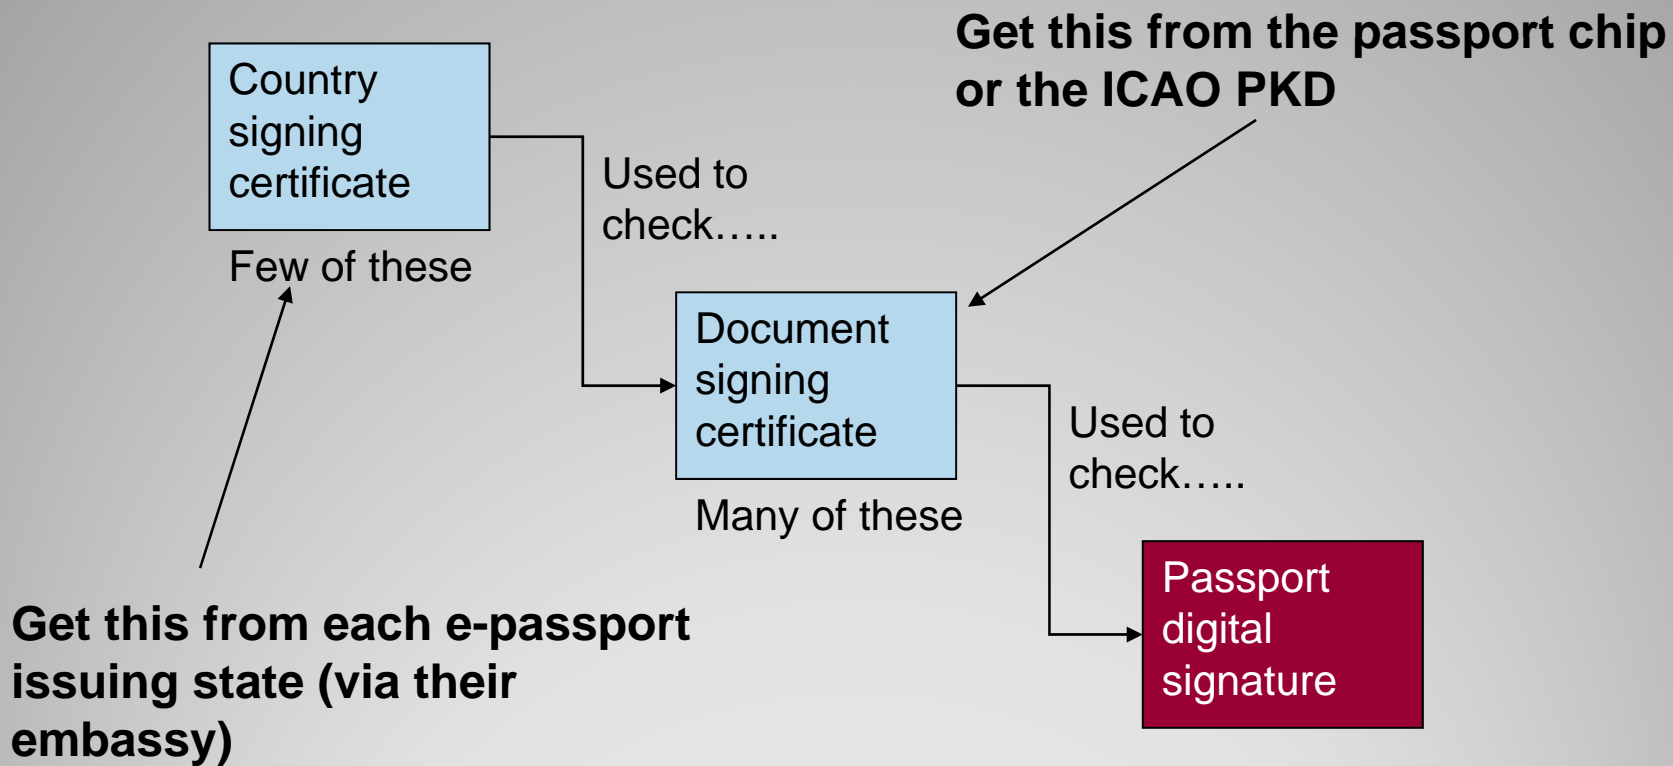 Get this from the passport chip
or the ICAO PKD
Country
signing
certificate
Used to
check…..
Few of these
Document
signing
certificate
Used to
check…..
Many of these
Passport
digital
signature
Get this from each e-passport
issuing state (via their
embassy)